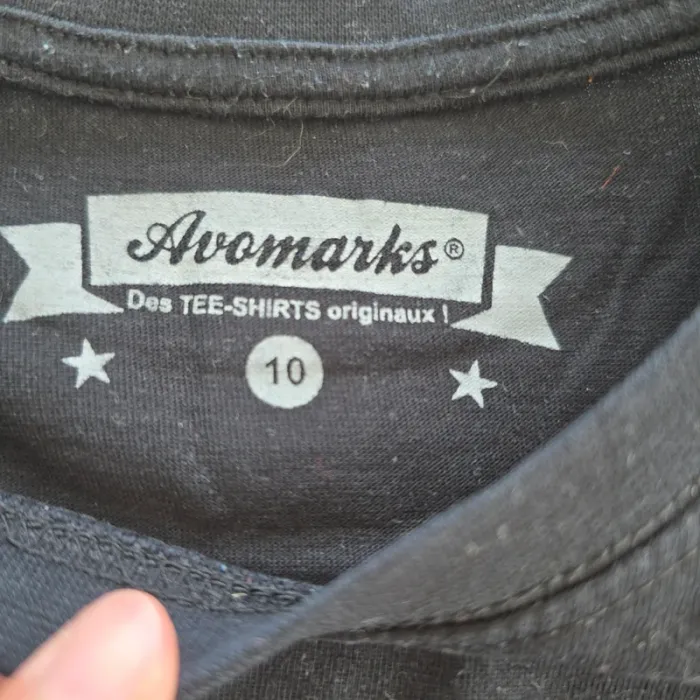 Avomarks®
Des TEE-SHIRTS originaux !
10